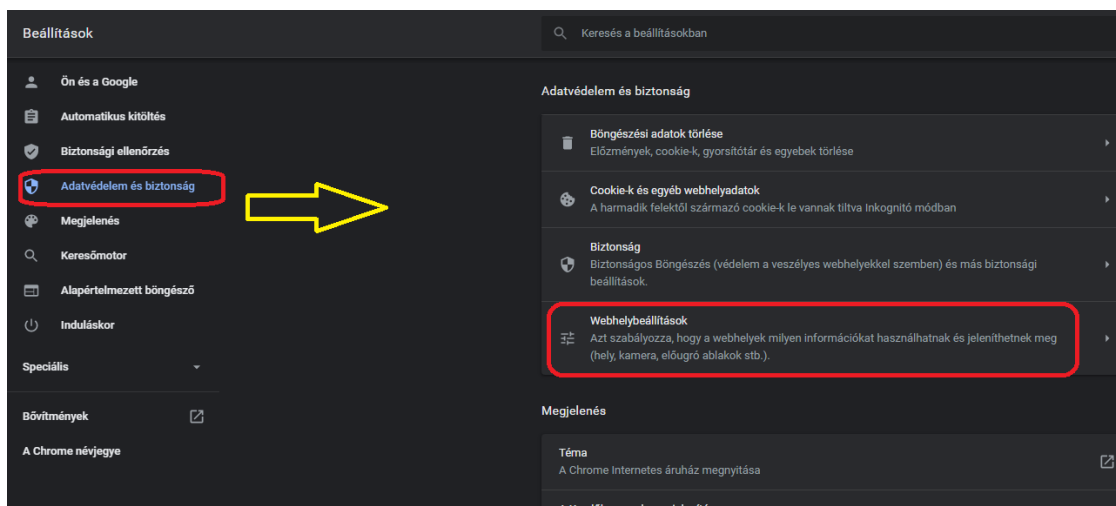 Beállítások
Keresés a beállításokban
Ön és a Google
Automatikus kitöltés
Biztonsági ellenőrzés
Adatvédelem és biztonság
Megjelenés
Keresőmotor
Alapértelmezett böngésző
Induláskor
Speciális
Bővítmények
A Chrome névjegye
Adatvédelem és biztonság
Böngészési adatok törlése
Előzmények, cookie-k, gyorsítótár és egyebek törlése
Cookie-k és egyéb webhelyadatok
A harmadik felektől származó cookie-k le vannak tiltva Inkognitó módban
Biztonság
Biztonságos Böngészés (védelem a veszélyes webhelyekkel szemben) és más biztonsági
beállítások.
Webhelybeállítások
Azt szabályozza, hogy a webhelyek milyen információkat használhatnak és jeleníthetnek meg
(hely, kamera, előugró ablakok stb.).
Megjelenés
Téma
A Chrome Internetes áruház megnyitása